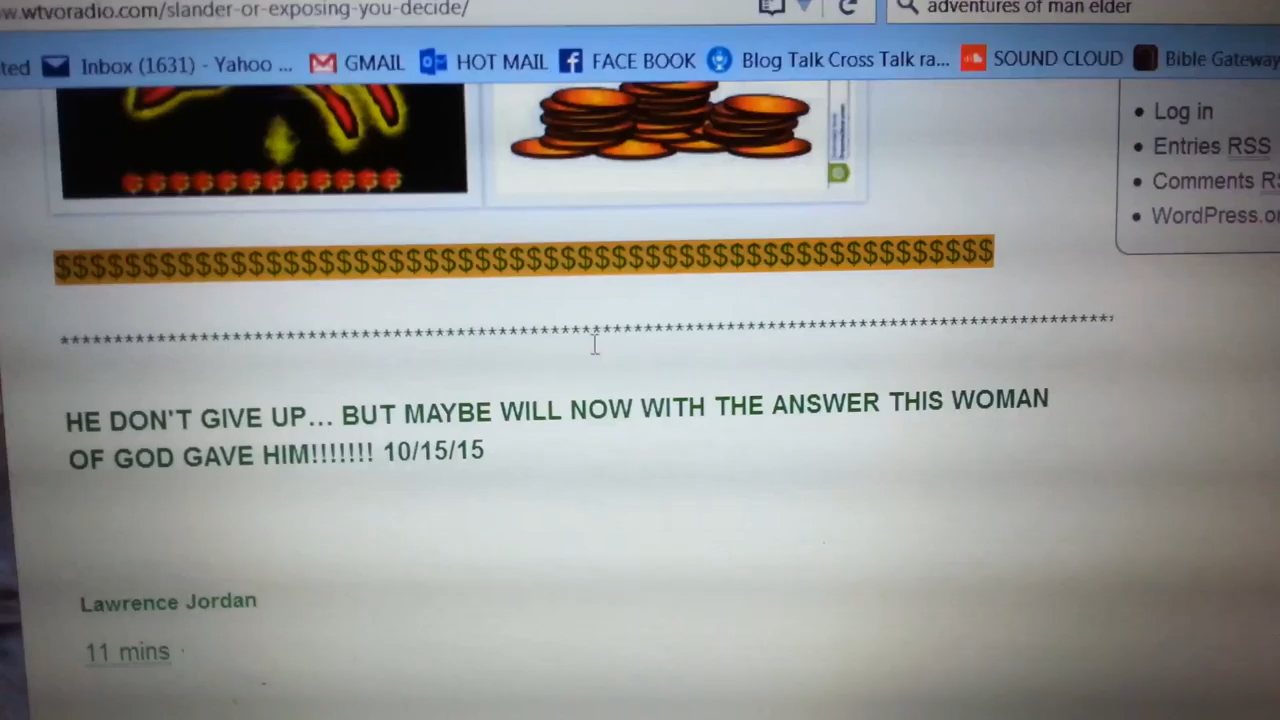 w.wtvoradio.com/slander-or-exposing-you-decide/
adventures of man elder
ted Inbox (1631) - Yahoo ... GMAIL HOT MAIL FACE BOOK Blog Talk Cross Talk ra... SOUND CLOUD Bible Gateway
Log in
Entries RSS
Comments RS
WordPress.or
$$$$$$$$$$$$$$$$$$$$$$$$$$$$$$$$$$$$$$$$$$$$$$$$$$$$$$$$$$$$$$$$
*****************************************************************************************************
HE DON'T GIVE UP... BUT MAYBE WILL NOW WITH THE ANSWER THIS WOMAN
OF GOD GAVE HIM!!!!!!! 10/15/15
Lawrence Jordan
11 mins ·